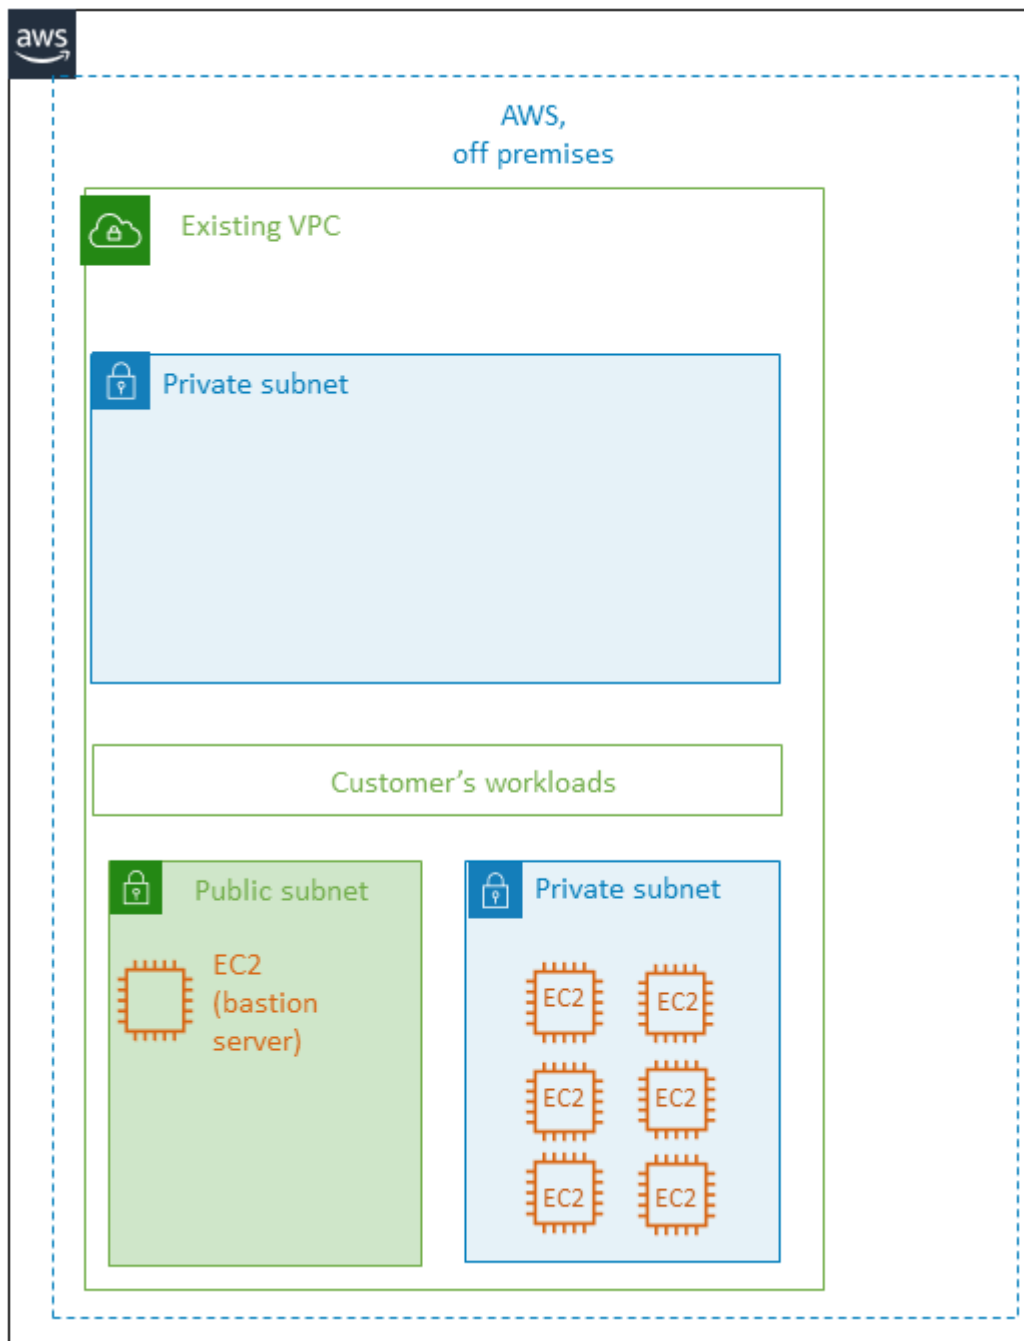 aws
AWS,
off premises
Existing VPC
Private subnet
Customer's workloads
Public subnet
EC2
(bastion
server)
Private subnet
EC2
EC2
EC2
EC2
EC2
EC2